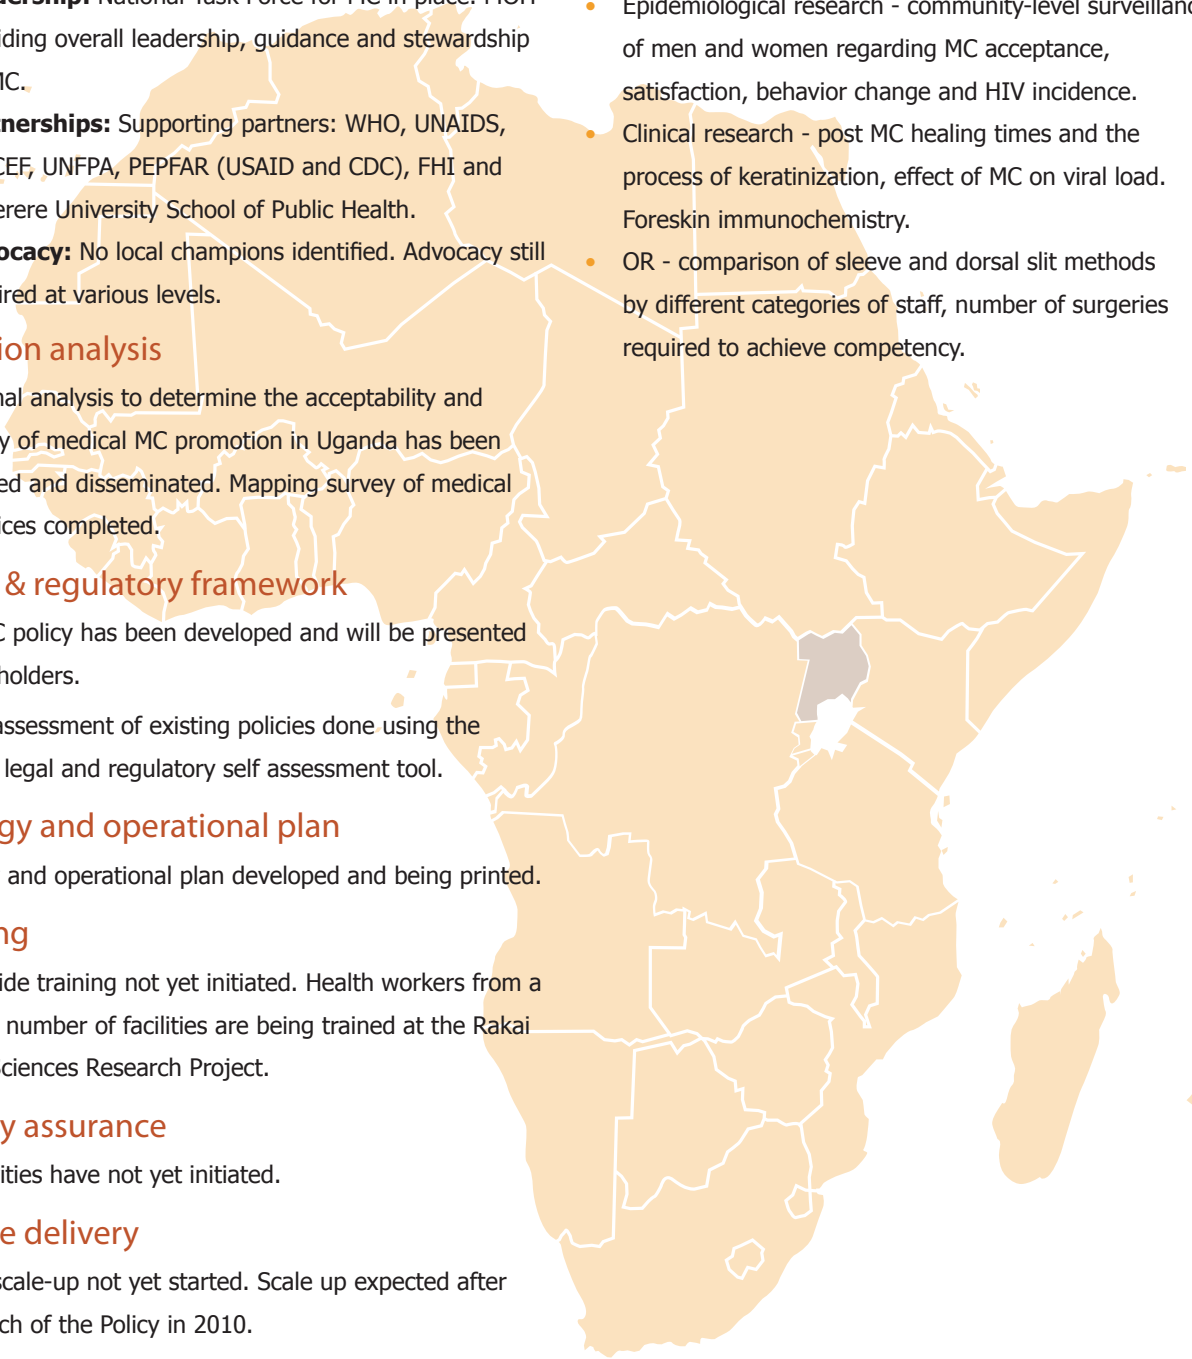 dership: National Task Force for MC in place. MOH
iding overall leadership, guidance and stewardship
MC.
tnerships: Supporting partners: WHO, UNAIDS,
CEF, UNFPA, PEPFAR (USAID and CDC), FHI and
erere University School of Public Health.
ocacy: No local champions identified. Advocacy still
ired at various levels.
ion analysis
nal analysis to determine the acceptability and
y of medical MC promotion in Uganda has been
ed and disseminated. Mapping survey of medical
ices completed.
& regulatory framework
C policy has been developed and will be presented
holders.
assessment of existing policies done using the
legal and regulatory self assessment tool.
gy and operational plan
and operational plan developed and being printed.
ng
ide training not yet initiated. Health workers from a
number of facilities are being trained at the Rakai
Sciences Research Project.
y assurance
ities have not yet initiated.
e delivery
scale-up not yet started. Scale up expected after
ch of the Policy in 2010.
• Epidemiological research - community-level surveillanc
of men and women regarding MC acceptance,
satisfaction, behavior change and HIV incidence.
• Clinical research - post MC healing times and the
process of keratinization, effect of MC on viral load.
Foreskin immunochemistry.
• OR - comparison of sleeve and dorsal slit methods
by different categories of staff, number of surgeries
required to achieve competency.